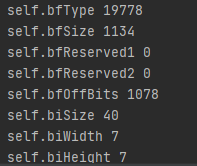 self.bfType 19778
self.bfSize 1134
self.bfReserved1 0
self.bfReserved2 0
self.bfOffBits 1078
self.biSize 40
self.biWidth 7
self.biHeight 7